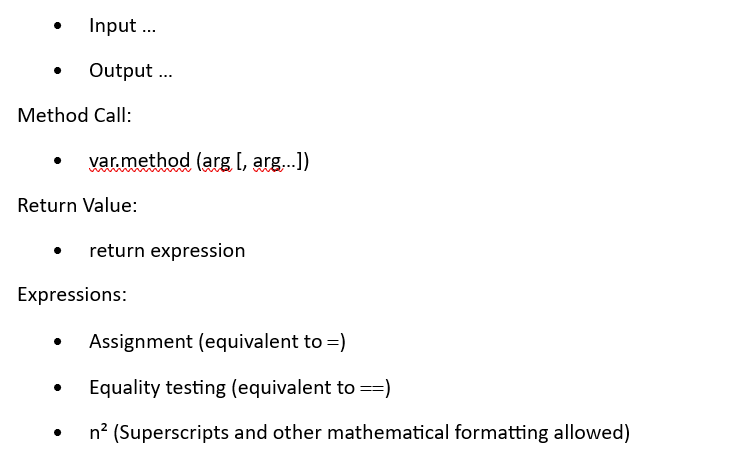 • Input ...
• Output ...
Method Call:
• var.method (arg [, arg...])
Return Value:
• return expression
Expressions:
• Assignment (equivalent to =)
• Equality testing (equivalent to ==)
• n² (Superscripts and other mathematical formatting allowed)